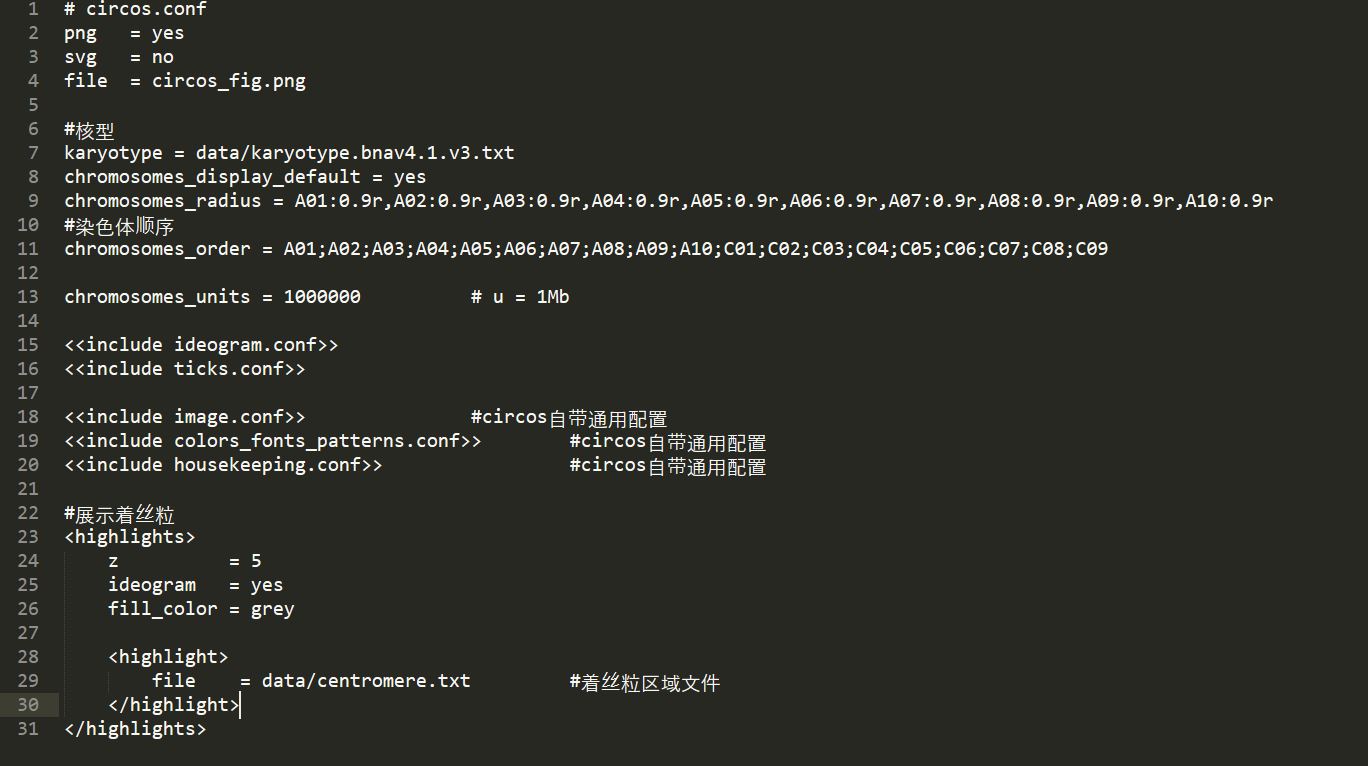 1 # circos.conf
2 png   = yes
3 svg   = no
4 file  = circos_fig.png
5
6 #核型
7 karyotype = data/karyotype.bnav4.1.v3.txt
8 chromosomes_display_default = yes
9 chromosomes_radius = A01:0.9r,A02:0.9r,A03:0.9r,A04:0.9r,A05:0.9r,A06:0.9r,A07:0.9r,A08:0.9r,A09:0.9r,A10:0.9r
10 #染色体顺序
11 chromosomes_order = A01;A02;A03;A04;A05;A06;A07;A08;A09;A10;C01;C02;C03;C04;C05;C06;C07;C08;C09
12
13 chromosomes_units = 1000000          # u = 1Mb
14
15 <<include ideogram.conf>>
16 <<include ticks.conf>>
17
18 <<include image.conf>>               #circos自带通用配置
19 <<include colors_fonts_patterns.conf>>        #circos自带通用配置
20 <<include housekeeping.conf>>                 #circos自带通用配置
21
22 #展示着丝粒
23 <highlights>
24     z          = 5
25     ideogram   = yes
26     fill_color = grey
27
28     <highlight>
29         file    = data/centromere.txt         #着丝粒区域文件
30     </highlight>
31 </highlights>